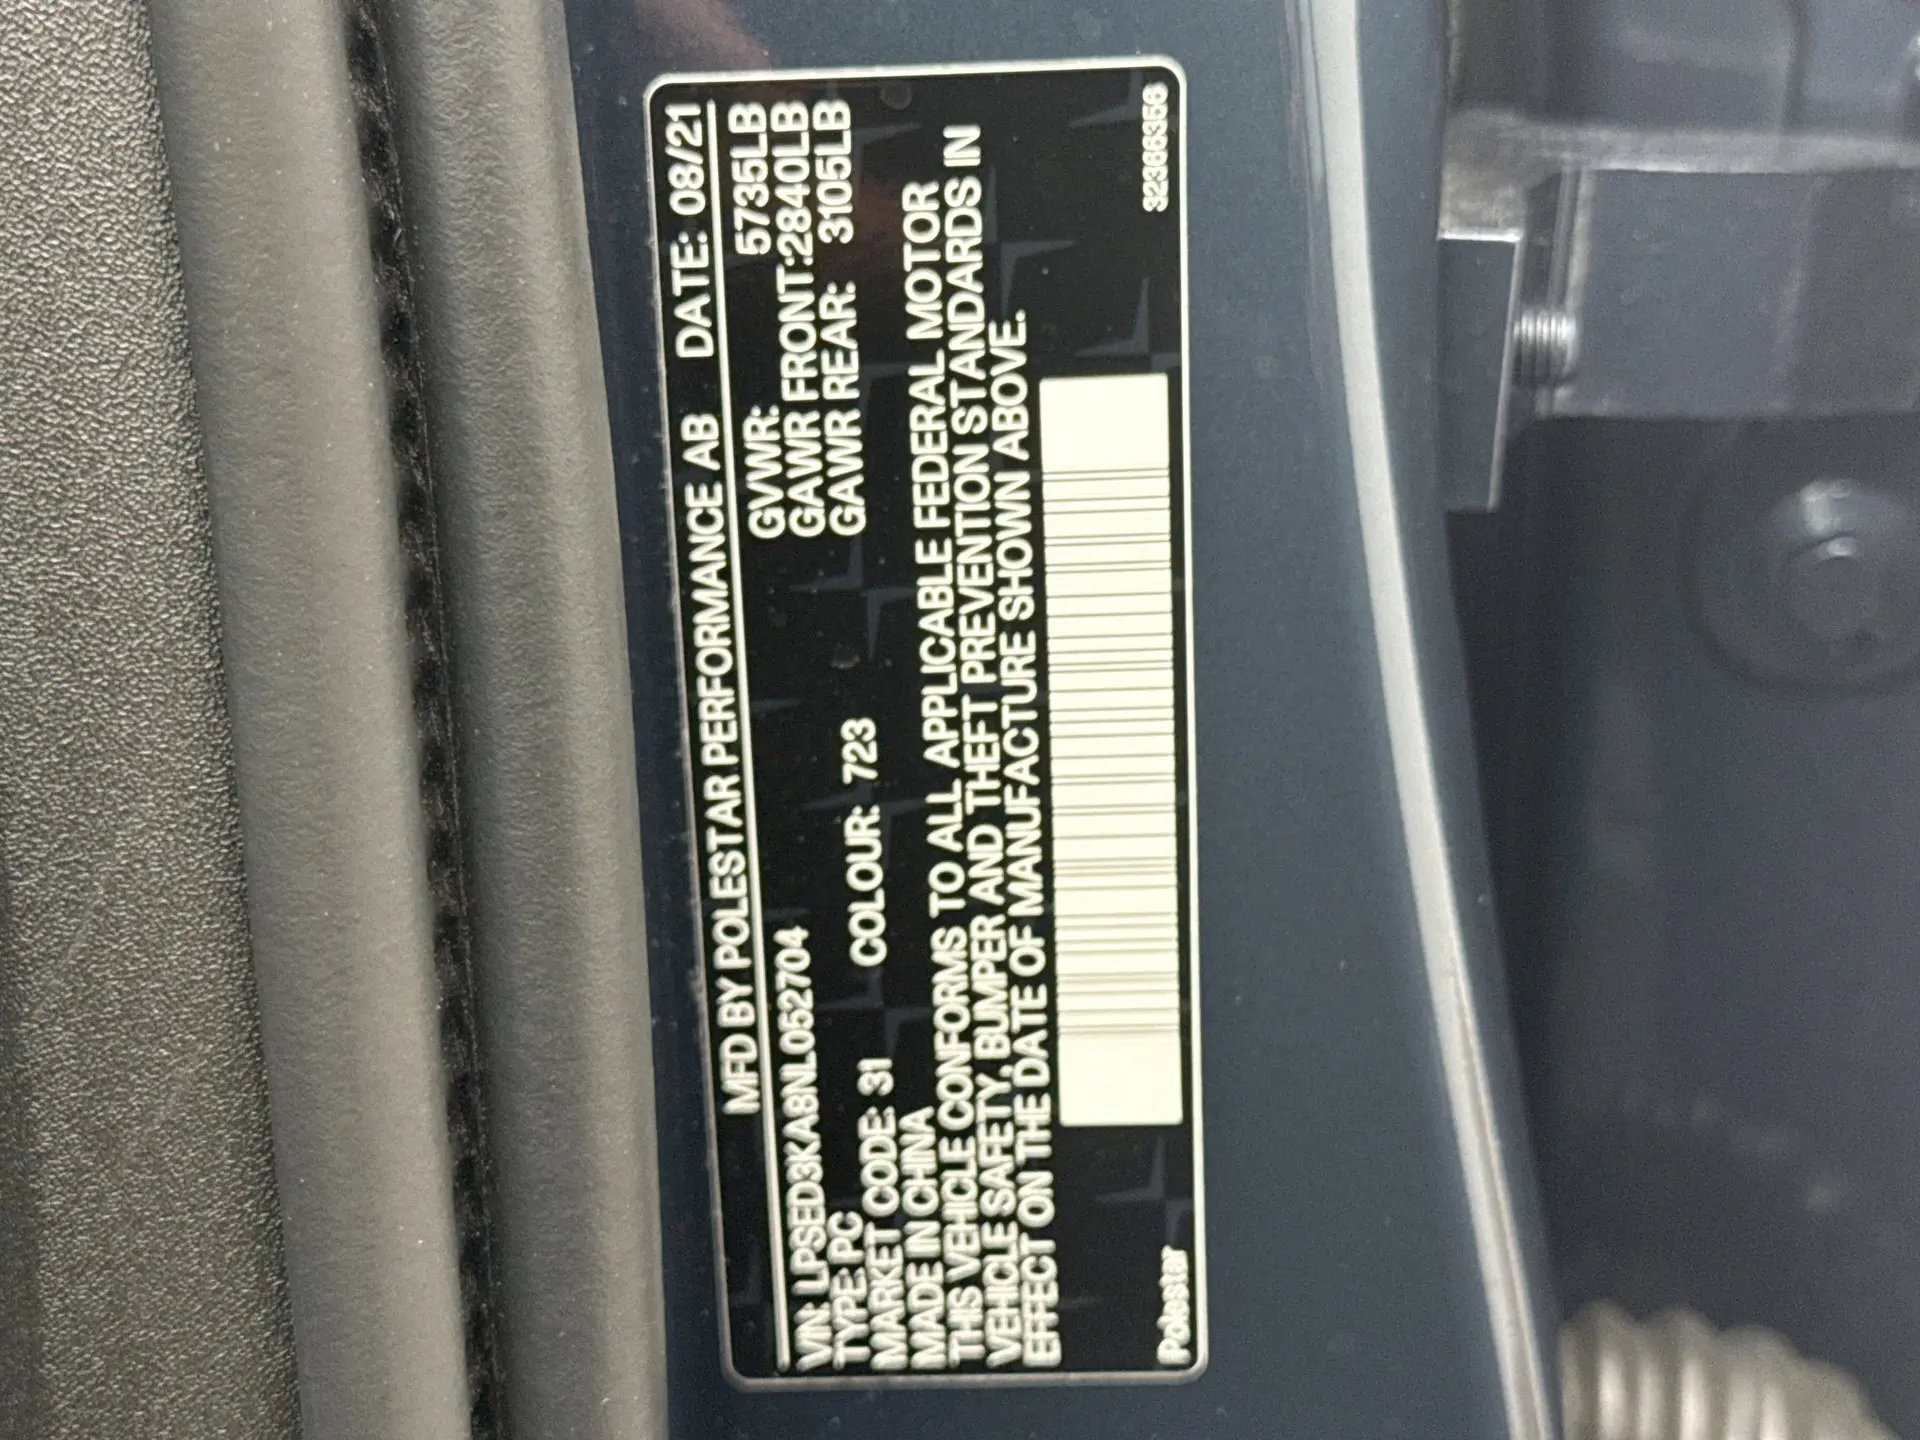 MFD BY POLESTAR PERFORMANCE AB DATE: 08/21
VIN: LPSED3KA8NL052704
TYPE: PC
MARKET CODE: 31 COLOUR: 723
MADE IN CHINA
GVWR: 5735LB
GAWR FRONT:2840LB
GAWR REAR: 3105LB
THIS VEHICLE CONFORMS TO ALL APPLICABLE FEDERAL MOTOR
VEHICLE SAFETY, BUMPER AND THEFT PREVENTION STANDARDS IN
EFFECT ON THE DATE OF MANUFACTURE SHOWN ABOVE.
Polestar 32366356